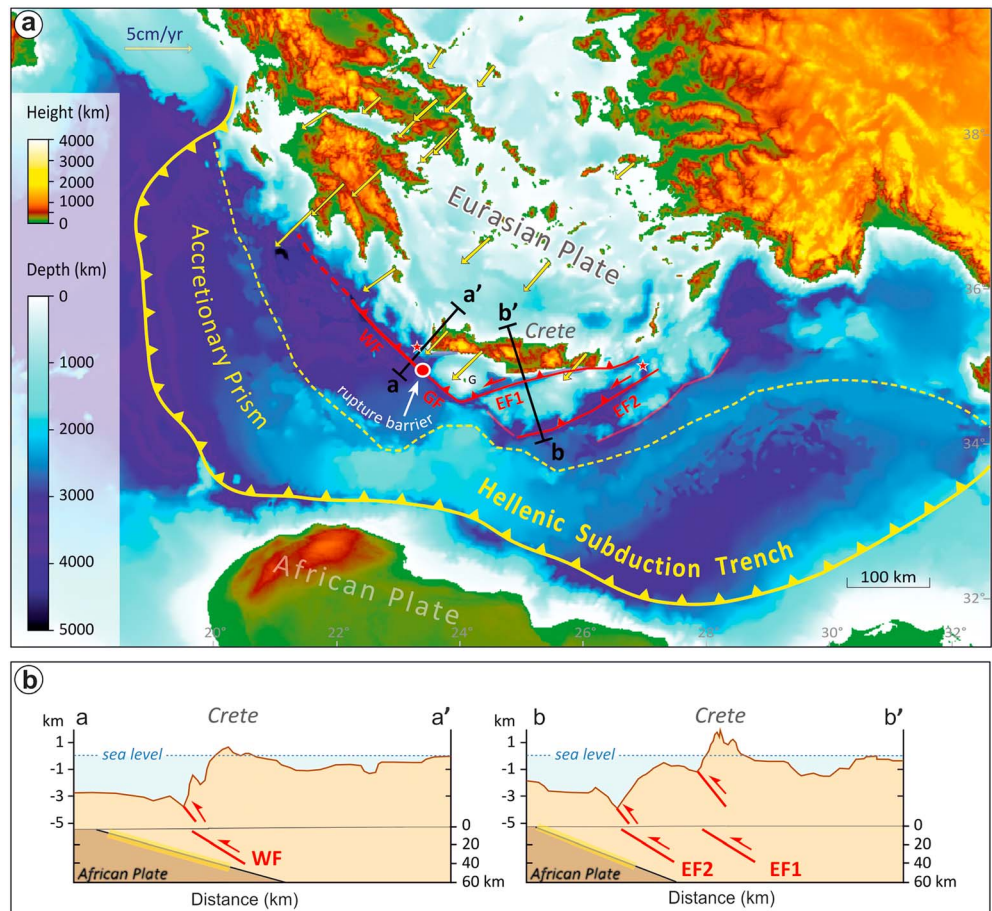 a
5cm/yr
Height (km)
4000
3000
2000
1000
0
Depth (km)
0
1000
2000
3000
4000
5000
38°
36°
34°
32°
20°
22°
24°
26°
28°
30°
32°
Eurasian Plate
Crete
Accretionary Prism
a'
a
b'
b
WF
GF
G
EF1
EF2
rupture barrier
Hellenic Subduction Trench
African Plate
100 km
b
a
Crete
a'
km
1
-1
-3
-5
sea level
0
20
40
60 km
WF
African Plate
Distance (km)
b
Crete
b'
km
1
-1
-3
-5
sea level
0
20
40
60 km
EF2
EF1
African Plate
Distance (km)